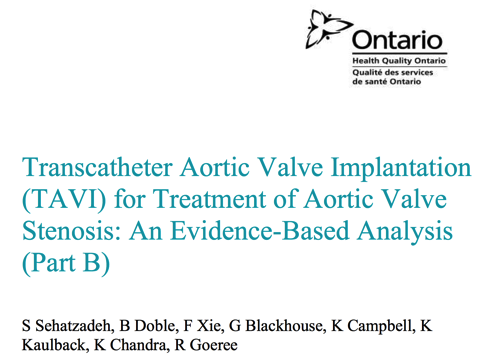 Ontario
Health Quality Ontario
Qualité des services
de santé Ontario
Transcatheter Aortic Valve Implantation
(TAVI) for Treatment of Aortic Valve
Stenosis: An Evidence-Based Analysis
(Part B)
S Sehatzadeh, B Doble, F Xie, G Blackhouse, K Campbell, K
Kaulback, K Chandra, R Goeree